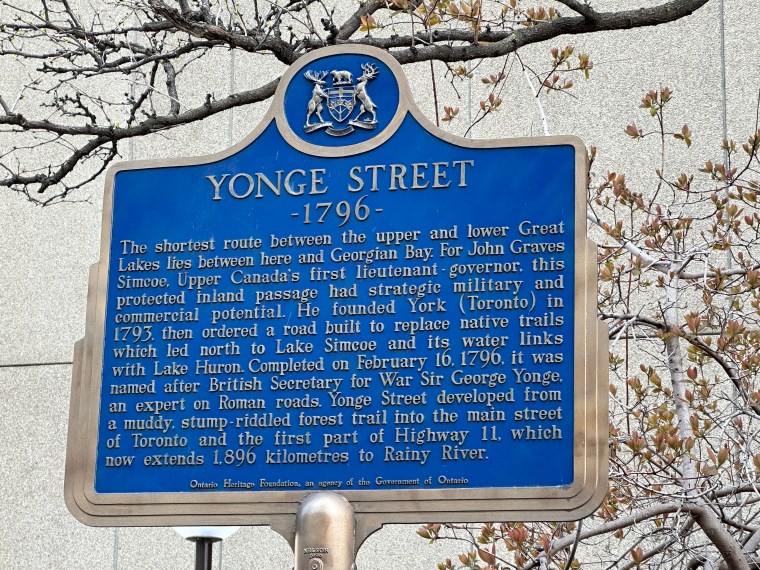 YONGE STREET
-1796-
The shortest route between the upper and lower Great
Lakes lies between here and Georgian Bay. For John Graves
Simcoe, Upper Canada's first lieutenant-governor, this
protected inland passage had strategic military and
commercial potential. He founded York (Toronto) in
1793, then ordered a road built to replace native trails
which led north to Lake Simcoe and its water links
with Lake Huron. Completed on February 16, 1796, it was
named after British Secretary for War Sir George Yonge,
an expert on Roman roads. Yonge Street developed from
a muddy, stump-riddled forest trail into the main street
of Toronto and the first part of Highway 11, which
now extends 1,896 kilometres to Rainy River.
Ontario Heritage Foundation, an agency of the Government of Ontario